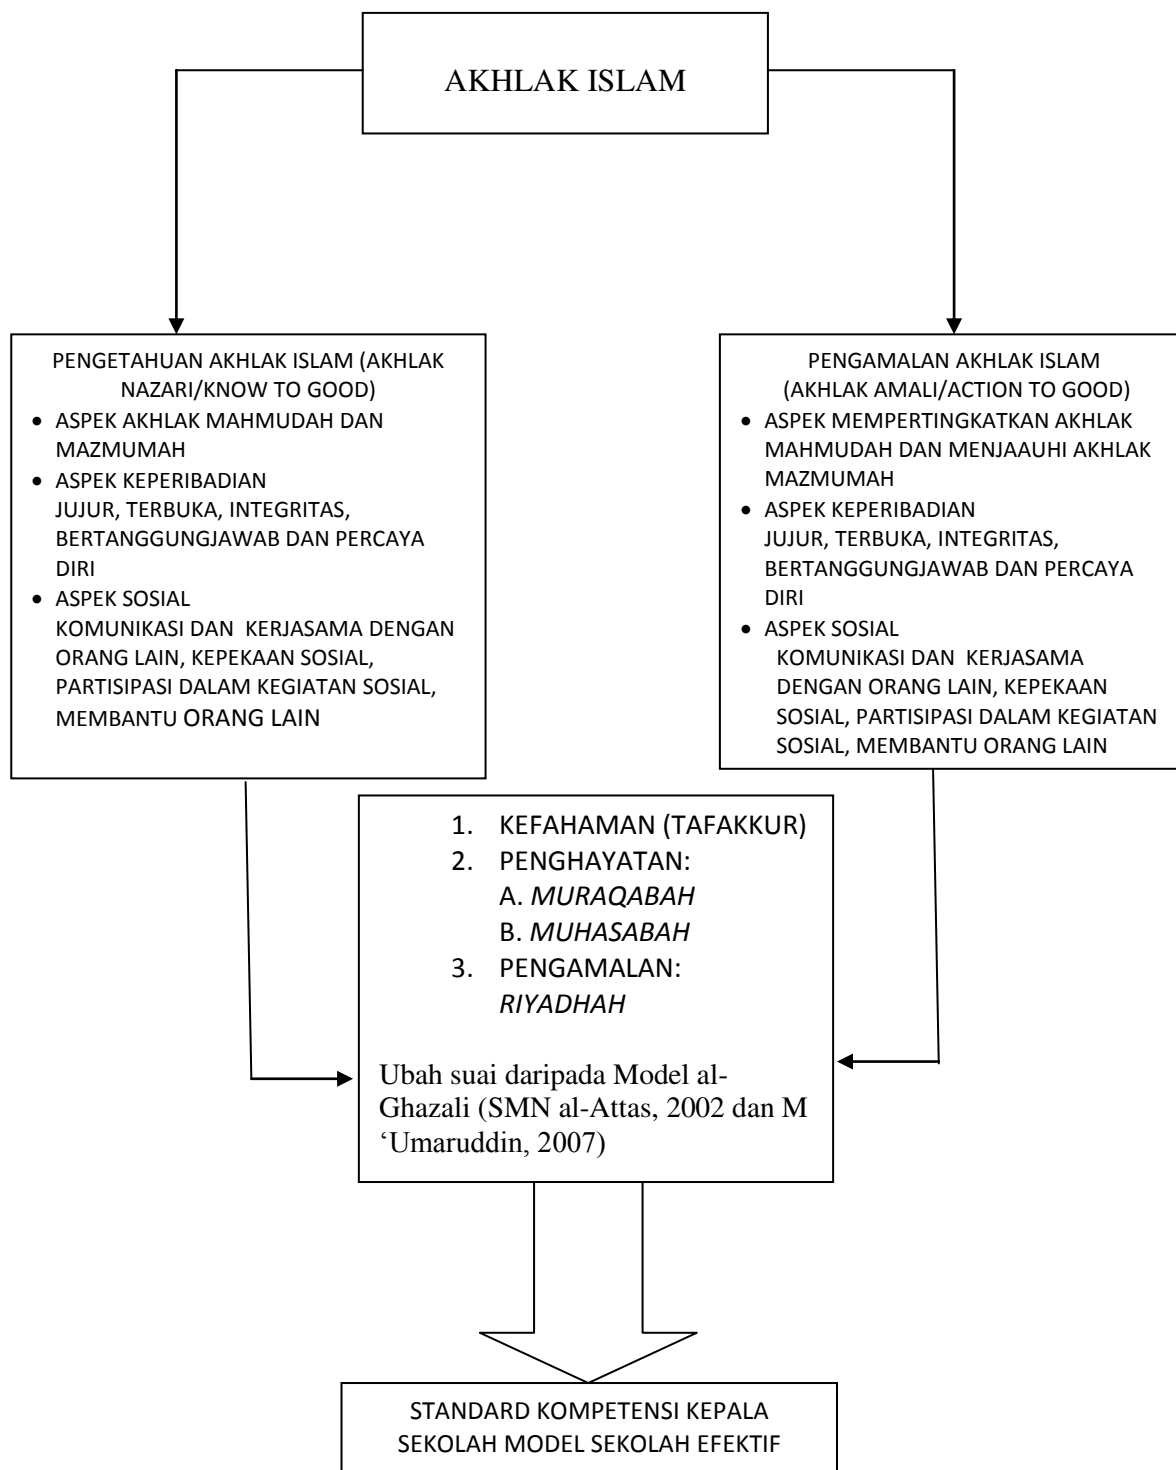 AKHLAK ISLAM
PENGETAHUAN AKHLAK ISLAM (AKHLAK
NAZARI/KNOW TO GOOD)
• ASPEK AKHLAK MAHMUDAH DAN
MAZMUMAH
• ASPEK KEPERIBADIAN
JUJUR, TERBUKA, INTEGRITAS,
BERTANGGUNGJAWAB DAN PERCAYA
DIRI
• ASPEK SOSIAL
KOMUNIKASI DAN KERJASAMA DENGAN
ORANG LAIN, KEPEKAAN SOSIAL,
PARTISIPASI DALAM KEGIATAN SOSIAL,
MEMBANTU ORANG LAIN
PENGAMALAN AKHLAK ISLAM
(AKHLAK AMALI/ACTION TO GOOD)
• ASPEK MEMPERTINGKATKAN AKHLAK
MAHMUDAH DAN MENJAAUHI AKHLAK
MAZMUMAH
• ASPEK KEPERIBADIAN
JUJUR, TERBUKA, INTEGRITAS,
BERTANGGUNGJAWAB DAN PERCAYA
DIRI
• ASPEK SOSIAL
KOMUNIKASI DAN KERJASAMA
DENGAN ORANG LAIN, KEPEKAAN
SOSIAL, PARTISIPASI DALAM KEGIATAN
SOSIAL, MEMBANTU ORANG LAIN
1. KEFAHAMAN (TAFAKKUR)
2. PENGHAYATAN:
A. MURAQABAH
B. MUHASABAH
3. PENGAMALAN:
RIYADHAH
Ubah suai daripada Model al-
Ghazali (SMN al-Attas, 2002 dan M
‘Umaruddin, 2007)
STANDARD KOMPETENSI KEPALA
SEKOLAH MODEL SEKOLAH EFEKTIF